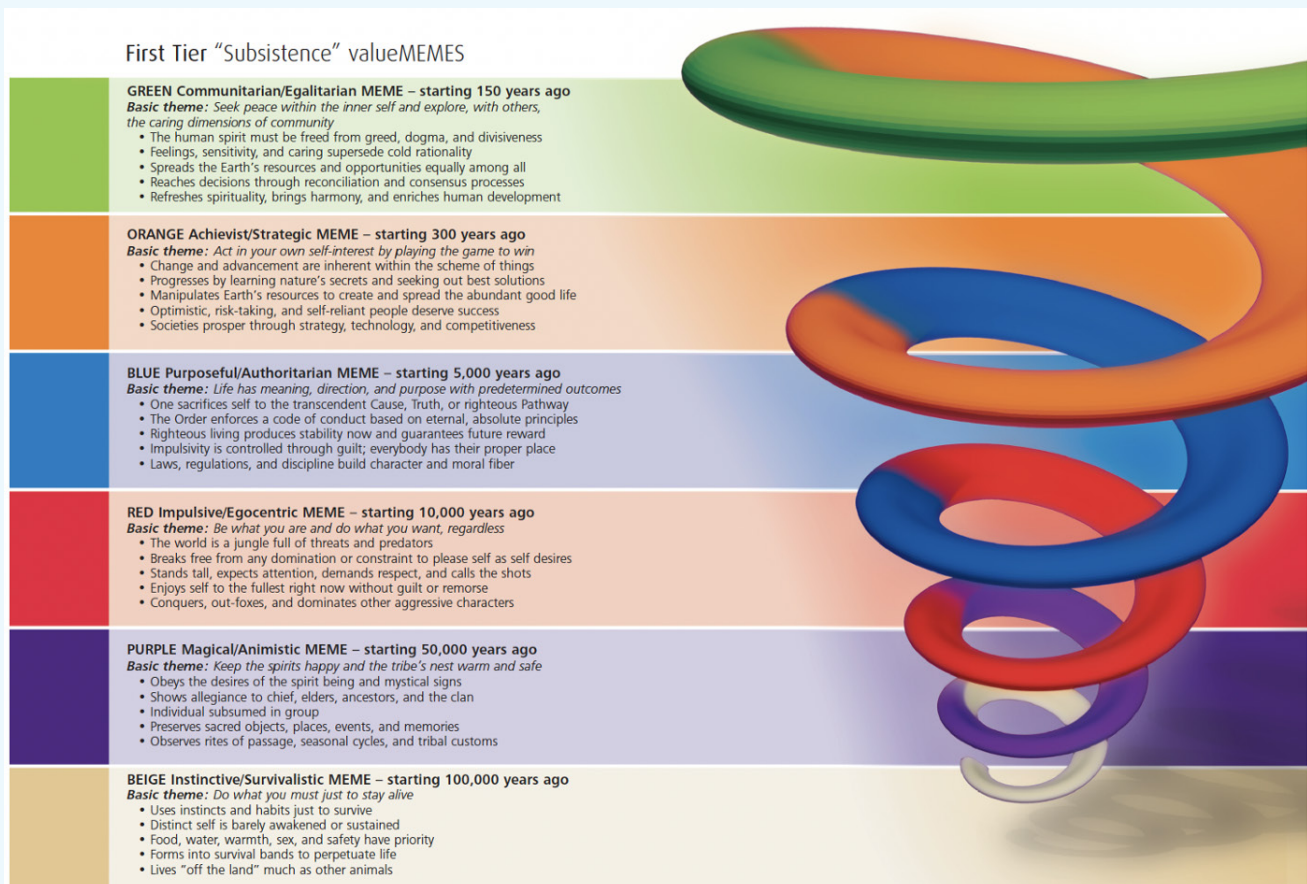 First Tier “Subsistence” valueMEMES
GREEN Communitarian/Egalitarian MEME – starting 150 years ago
Basic theme: Seek peace within the inner self and explore, with others,
the caring dimensions of community
• The human spirit must be freed from greed, dogma, and divisiveness
• Feelings, sensitivity, and caring supersede cold rationality
• Spreads the Earth’s resources and opportunities equally among all
• Reaches decisions through reconciliation and consensus processes
• Refreshes spirituality, brings harmony, and enriches human development
ORANGE Achievist/Strategic MEME – starting 300 years ago
Basic theme: Act in your own self-interest by playing the game to win
• Change and advancement are inherent within the scheme of things
• Progresses by learning nature’s secrets and seeking out best solutions
• Manipulates Earth’s resources to create and spread the abundant good life
• Optimistic, risk-taking, and self-reliant people deserve success
• Societies prosper through strategy, technology, and competitiveness
BLUE Purposeful/Authoritarian MEME – starting 5,000 years ago
Basic theme: Life has meaning, direction, and purpose with predetermined outcomes
• One sacrifices self to the transcendent Cause, Truth, or righteous Pathway
• The Order enforces a code of conduct based on eternal, absolute principles
• Righteous living produces stability now and guarantees future reward
• Impulsivity is controlled through guilt; everybody has their proper place
• Laws, regulations, and discipline build character and moral fiber
RED Impulsive/Egocentric MEME – starting 10,000 years ago
Basic theme: Be what you are and do what you want, regardless
• The world is a jungle full of threats and predators
• Breaks free from any domination or constraint to please self as self desires
• Stands tall, expects attention, demands respect, and calls the shots
• Enjoys self to the fullest right now without guilt or remorse
• Conquers, out-foxes, and dominates other aggressive characters
PURPLE Magical/Animistic MEME – starting 50,000 years ago
Basic theme: Keep the spirits happy and the tribe’s nest warm and safe
• Obeys the desires of the spirit being and mystical signs
• Shows allegiance to chief, elders, ancestors, and the clan
• Individual subsumed in group
• Preserves sacred objects, places, events, and memories
• Observes rites of passage, seasonal cycles, and tribal customs
BEIGE Instinctive/Survivalistic MEME – starting 100,000 years ago
Basic theme: Do what you must just to stay alive
• Uses instincts and habits just to survive
• Distinct self is barely awakened or sustained
• Food, water, warmth, sex, and safety have priority
• Forms into survival bands to perpetuate life
• Lives “off the land” much as other animals